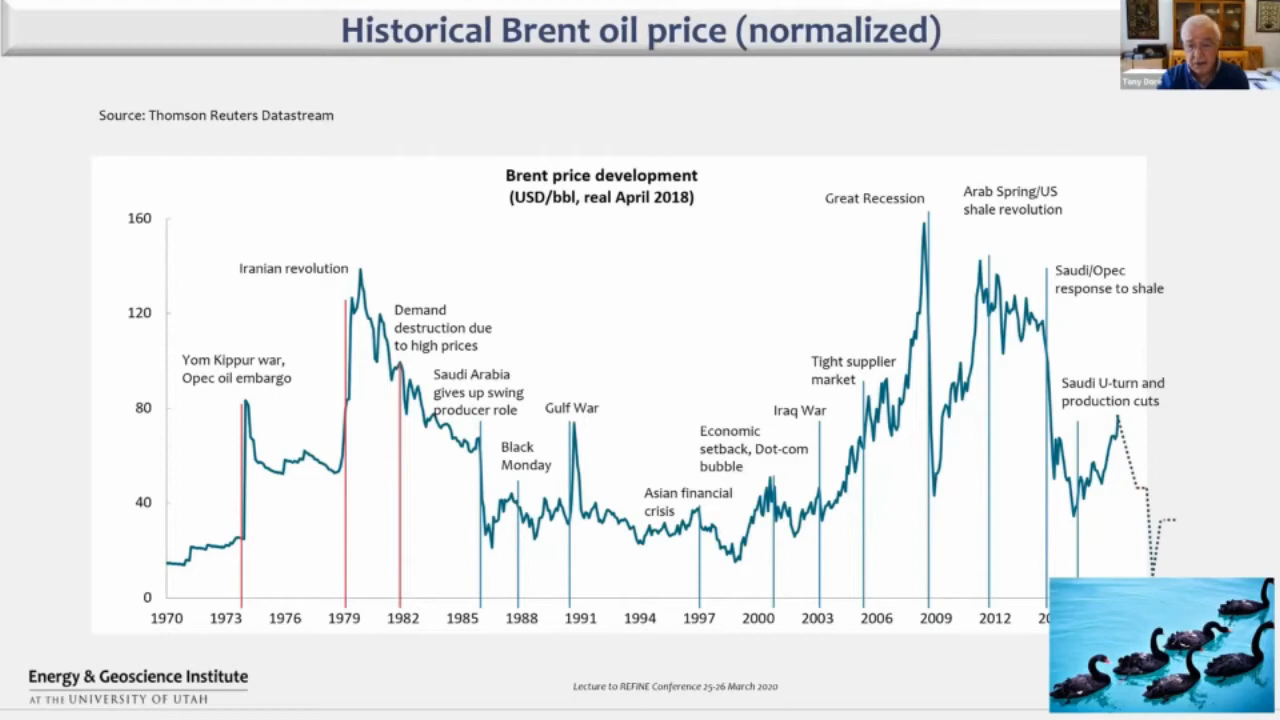 Historical Brent oil price (normalized)
Source: Thomson Reuters Datastream
Brent price development
(USD/bbl, real April 2018)
160
120
80
40
0
Yom Kippur war,
Opec oil embargo
Iranian revolution
Demand
destruction due
to high prices
Saudi Arabia
gives up swing
producer role
Black
Monday
Gulf War
Asian financial
crisis
Economic
setback, Dot-com
bubble
Iraq War
Tight supplier
market
Great Recession
Arab Spring/US
shale revolution
Saudi/Opec
response to shale
Saudi U-turn and
production cuts
1970 1973 1976 1979 1982 1985 1988 1991 1994 1997 2000 2003 2006 2009 2012
Energy & Geoscience Institute
AT THE UNIVERSITY OF UTAH
Lecture to REFINE Conference 25-26 March 2020
Tony